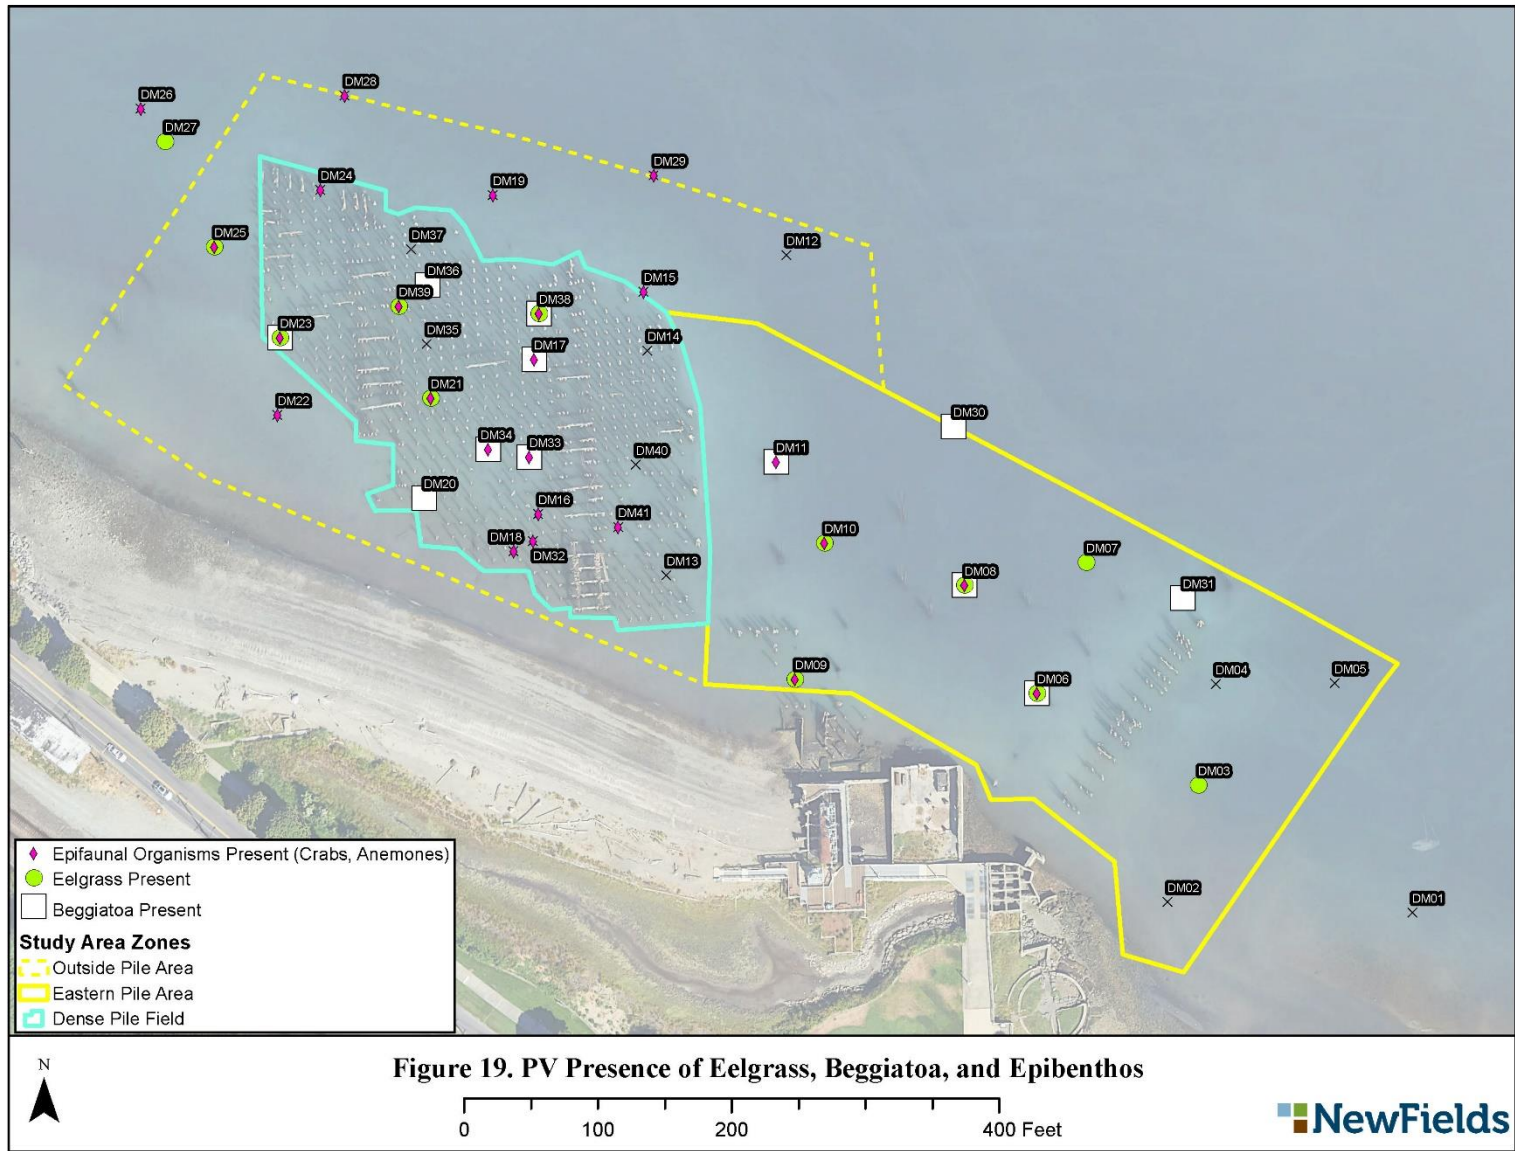 DM28
DM26
DM27
DM29
DM24
DM19
DM25
DM37
DM12
DM36
DM15
DM39
DM38
DM23
DM35
DM14
DM17
DM21
DM22
DM30
DM34
DM33
DM11
DM40
DM20
DM16
DM41
DM10
DM18
DM32
DM07
DM13
DM08
DM31
DM09
DM06
DM04
DM05
DM03
DM02
DM01
Epifaunal Organisms Present (Crabs, Anemones)
Eelgrass Present
Beggiatoa Present
Study Area Zones
Outside Pile Area
Eastern Pile Area
Dense Pile Field
N
Figure 19. PV Presence of Eelgrass, Beggiatoa, and Epibenthos
0 100 200 400 Feet
NewFields